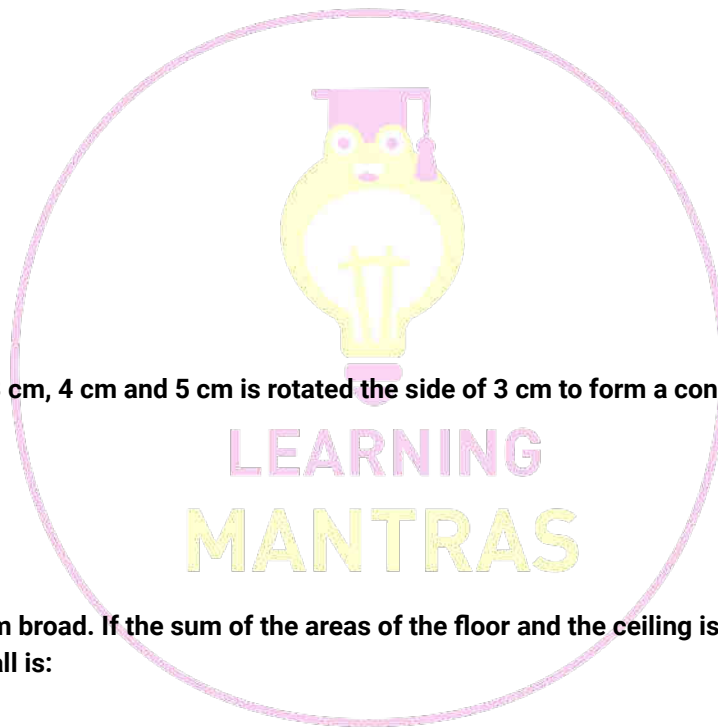 cm, 4 cm and 5 cm is rotated the side of 3 cm to form a con
LEARNING
MANTRAS
broad. If the sum of the areas of the floor and the ceiling is
all is: